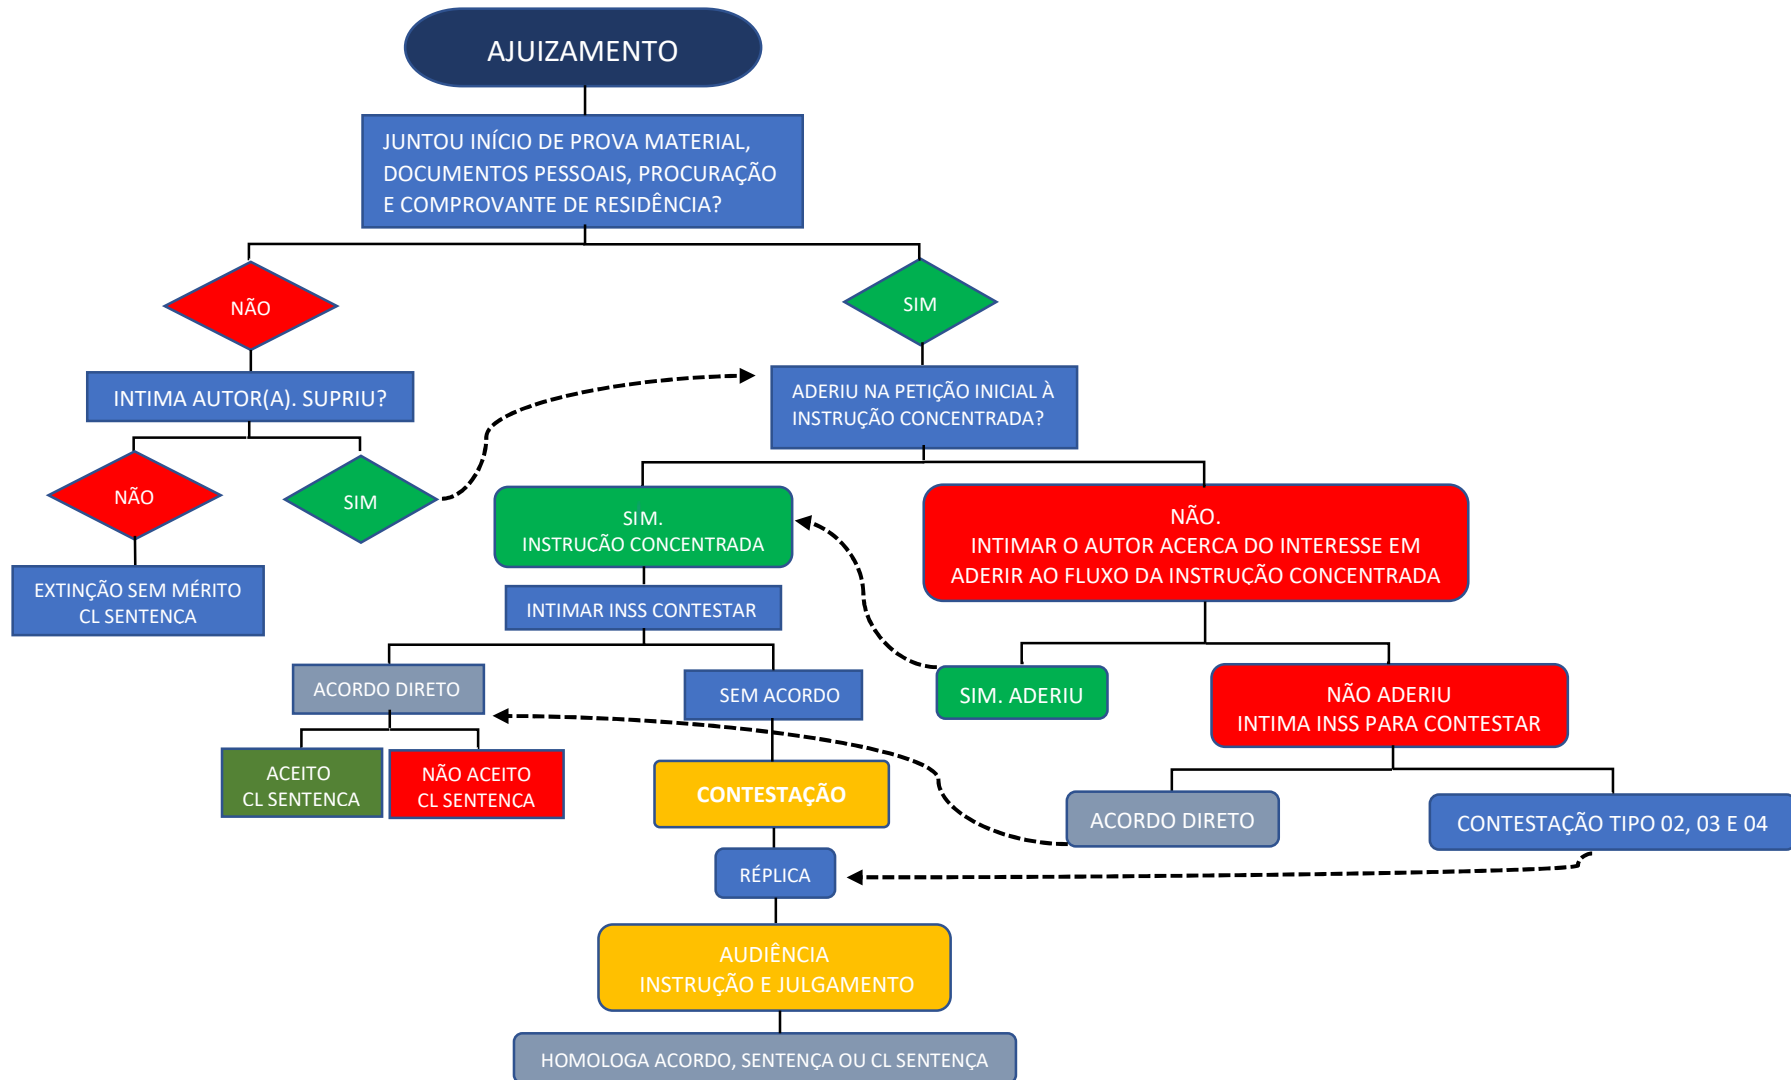 AJUIZAMENTO
JUNTOU INÍCIO DE PROVA MATERIAL,
DOCUMENTOS PESSOAIS, PROCURAÇÃO
E COMPROVANTE DE RESIDÊNCIA?
NÃO
SIM
INTIMA AUTOR(A). SUPRIU?
ADERIU NA PETIÇÃO INICIAL À
INSTRUÇÃO CONCENTRADA?
NÃO
SIM
EXTINÇÃO SEM MÉRITO
CL SENTENCA
SIM.
INSTRUCÃO CONCENTRADA
NÃO.
INTIMAR O AUTOR ACERCA DO INTERESSE EM
ADERIR AO FLUXO DA INSTRUÇÃO CONCENTRADA
INTIMAR INSS CONTESTAR
ACORDO DIRETO
SEM ACORDO
SIM. ADERIU
NÃO ADERIU
INTIMA INSS PARA CONTESTAR
ACEITO
CL SENTENCA
NÃO ACEITO
CL SENTENCA
CONTESTAÇÃO
ACORDO DIRETO
CONTESTAÇÃO TIPO 02, 03 E 04
RÉPLICA
AUDIÊNCIA
INSTRUÇÃO E JULGAMENTO
HOMOLOGA ACORDO, SENTENÇA OU CL SENTENÇA